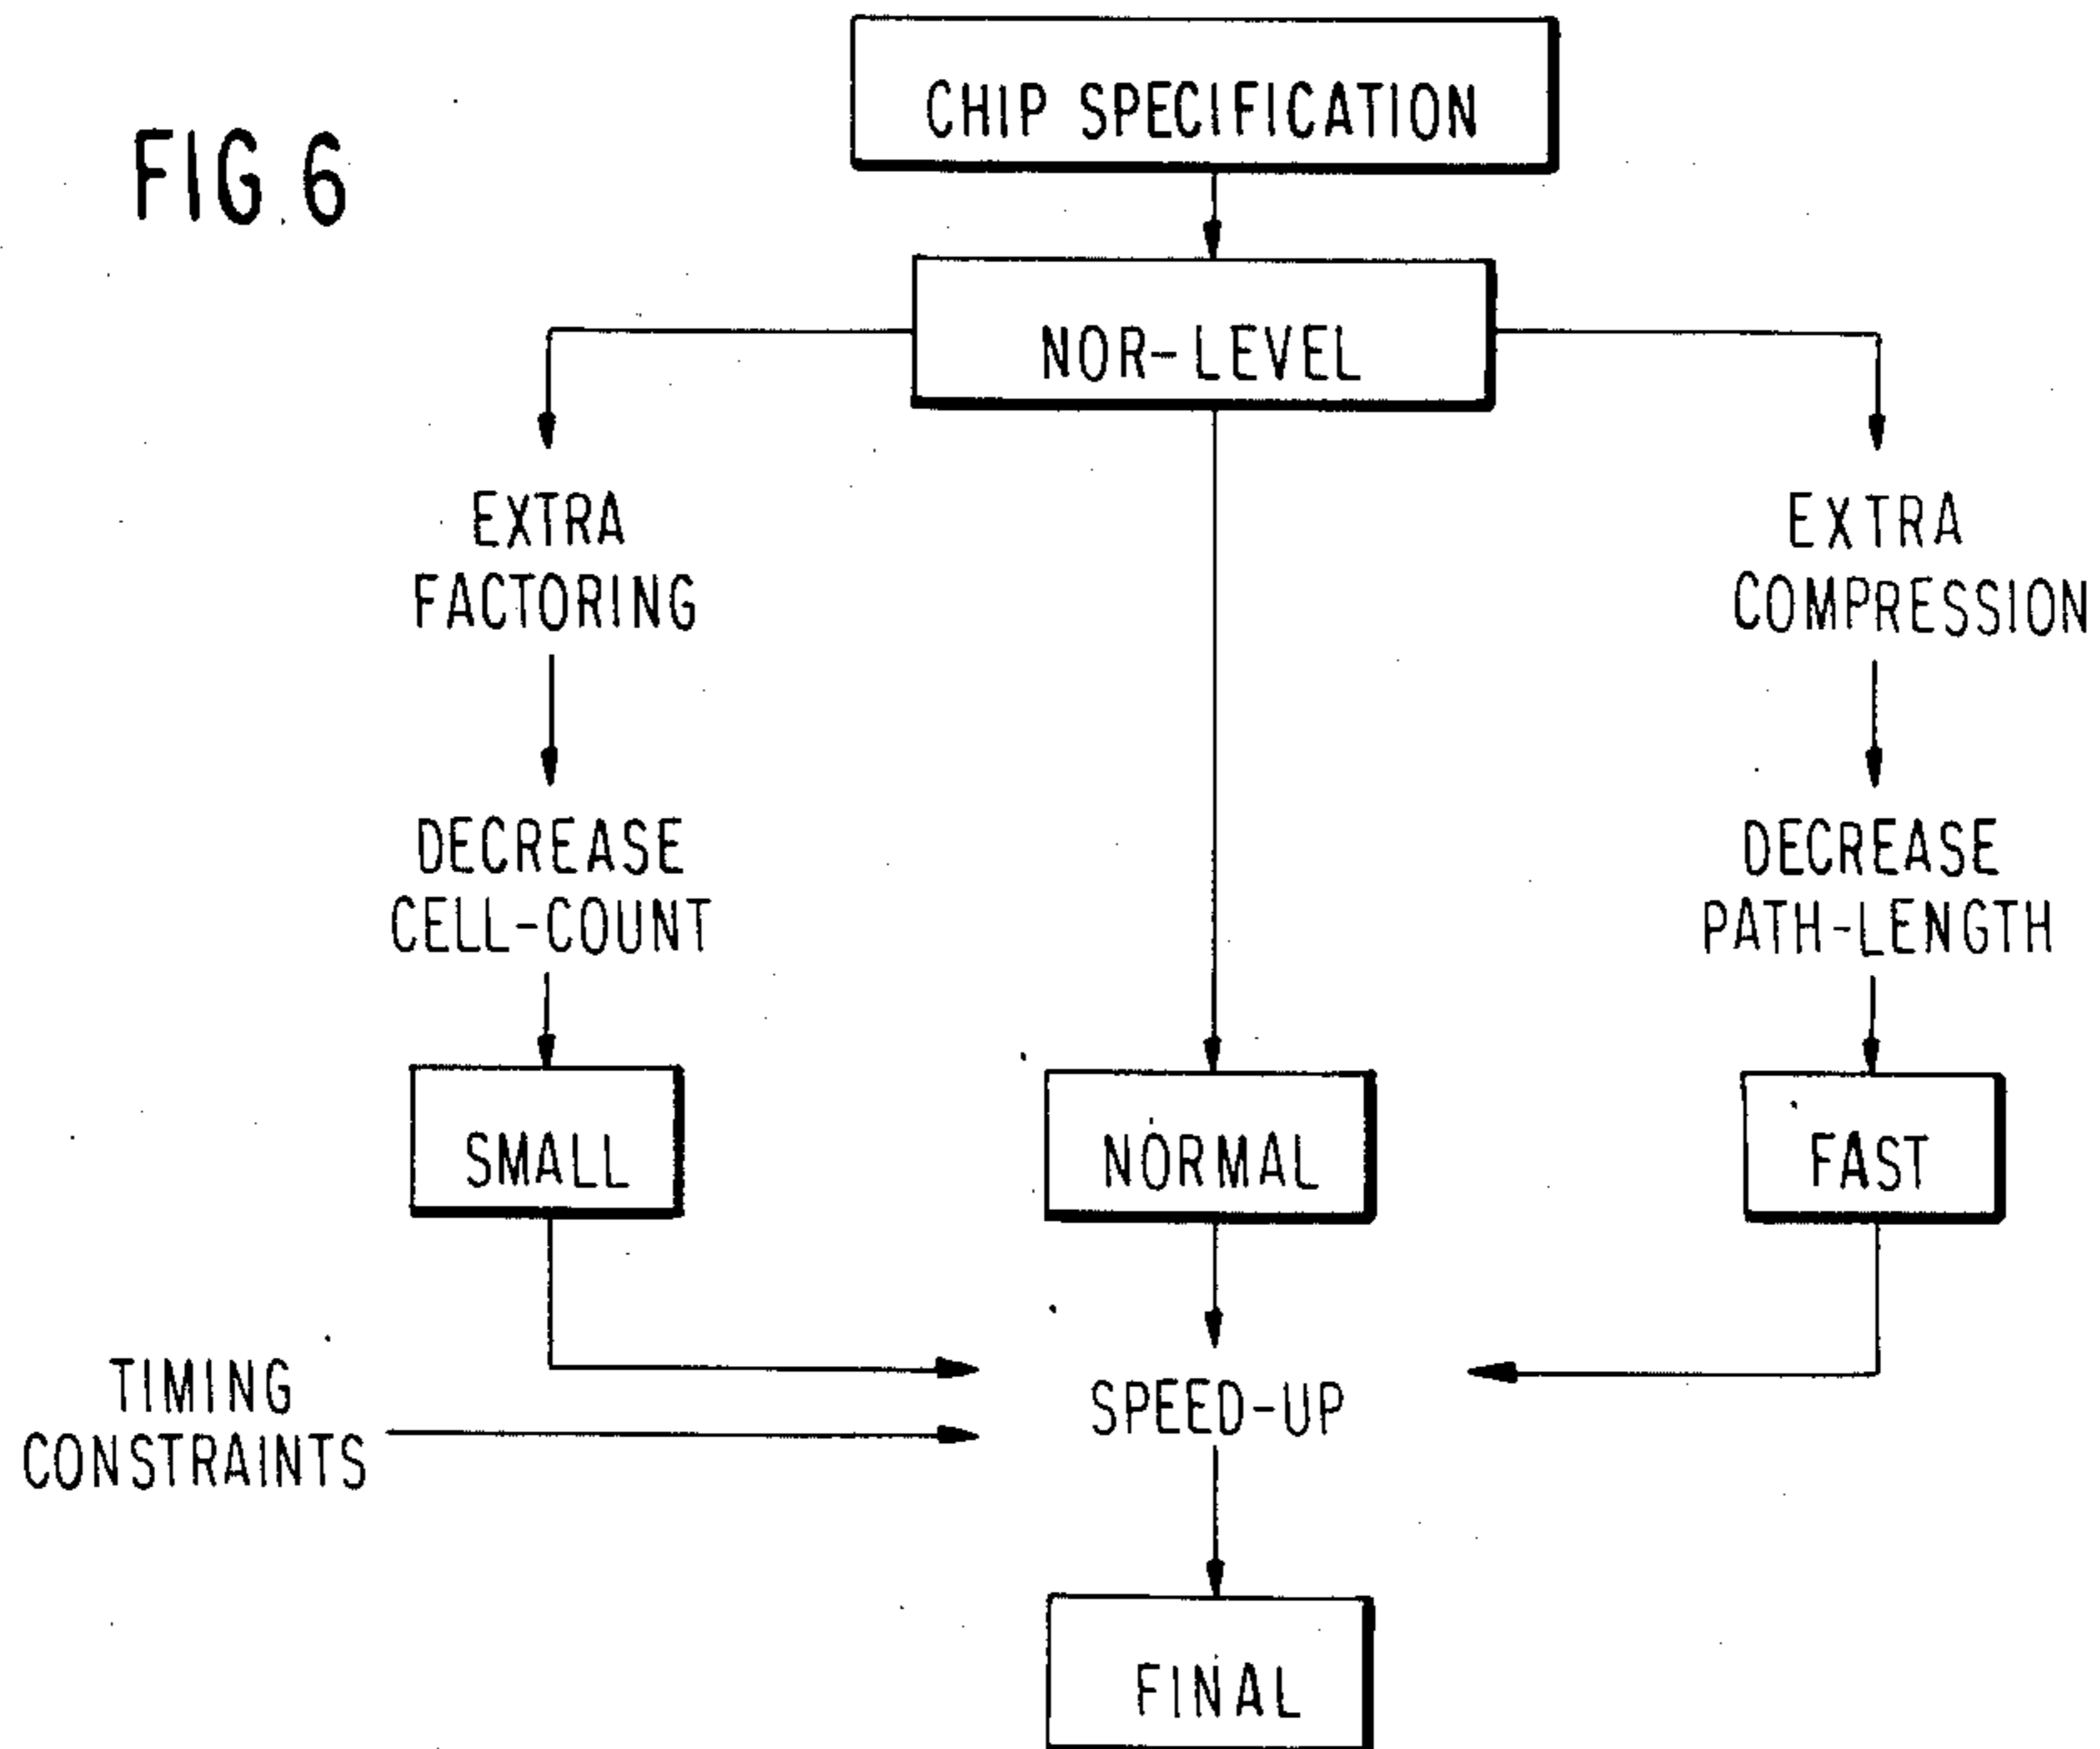 FIG.6
CHIP SPECIFICATION
NOR-LEVEL
EXTRA
FACTORING
EXTRA
COMPRESSION
DECREASE
CELL-COUNT
DECREASE
PATH-LENGTH
SMALL
NORMAL
FAST
TIMING
CONSTRAINTS
SPEED-UP
FINAL